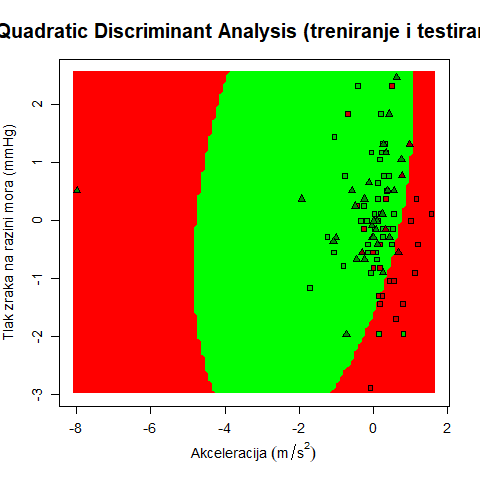 Quadratic Discriminant Analysis (treniranje i testiran
Tlak zraka na razini mora (mmHg)
2
1
0
-1
-2
-3
-8 -6 -4 -2 0 2
Akceleracija (m/s²)